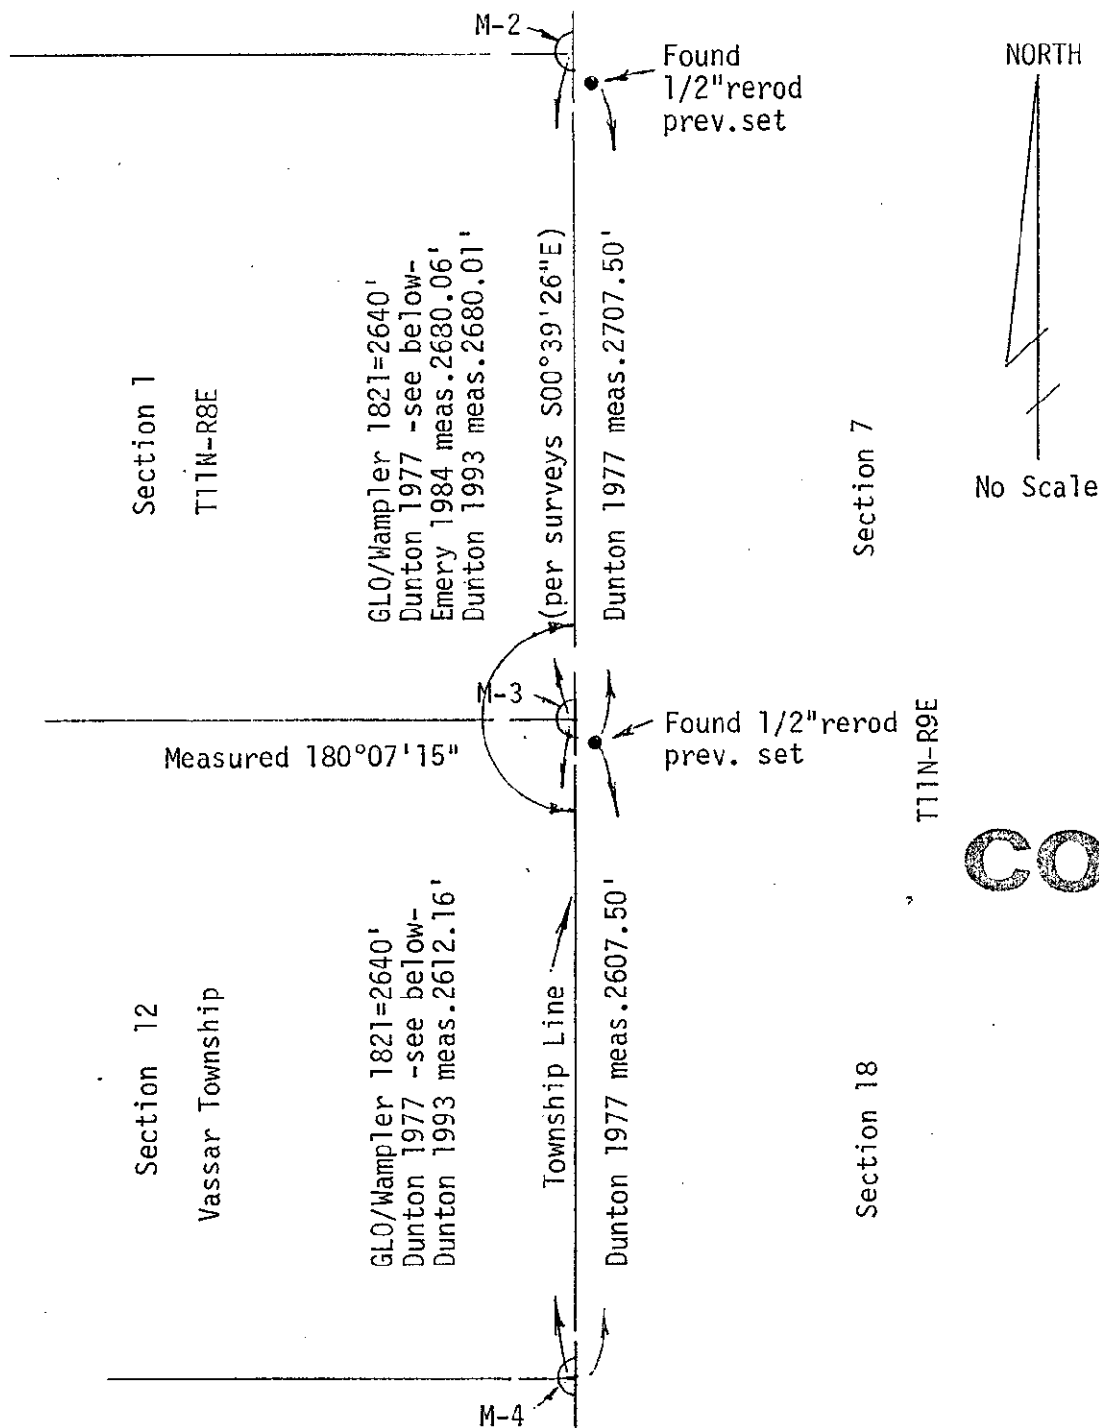 M-2
Found
1/2"rerod
prev.set
NORTH
No Scale
Section 1
T11N-R8E
GLO/Wampler 1821=2640'
Dunton 1977 -see below-
Emery 1984 meas.2680.06'
Dunton 1993 meas.2680.01'
(per surveys S00°39'26"E)
Dunton 1977 meas.2707.50'
Section 7
M-3
Measured 180°07'15"
Found 1/2"rerod
prev. set
T11N-R9E
CO
Section 12
Vassar Township
GLO/Wampler 1821=2640'
Dunton 1977 -see below-
Dunton 1993 meas.2612.16'
Township Line
Dunton 1977 meas.2607.50'
Section 18
M-4